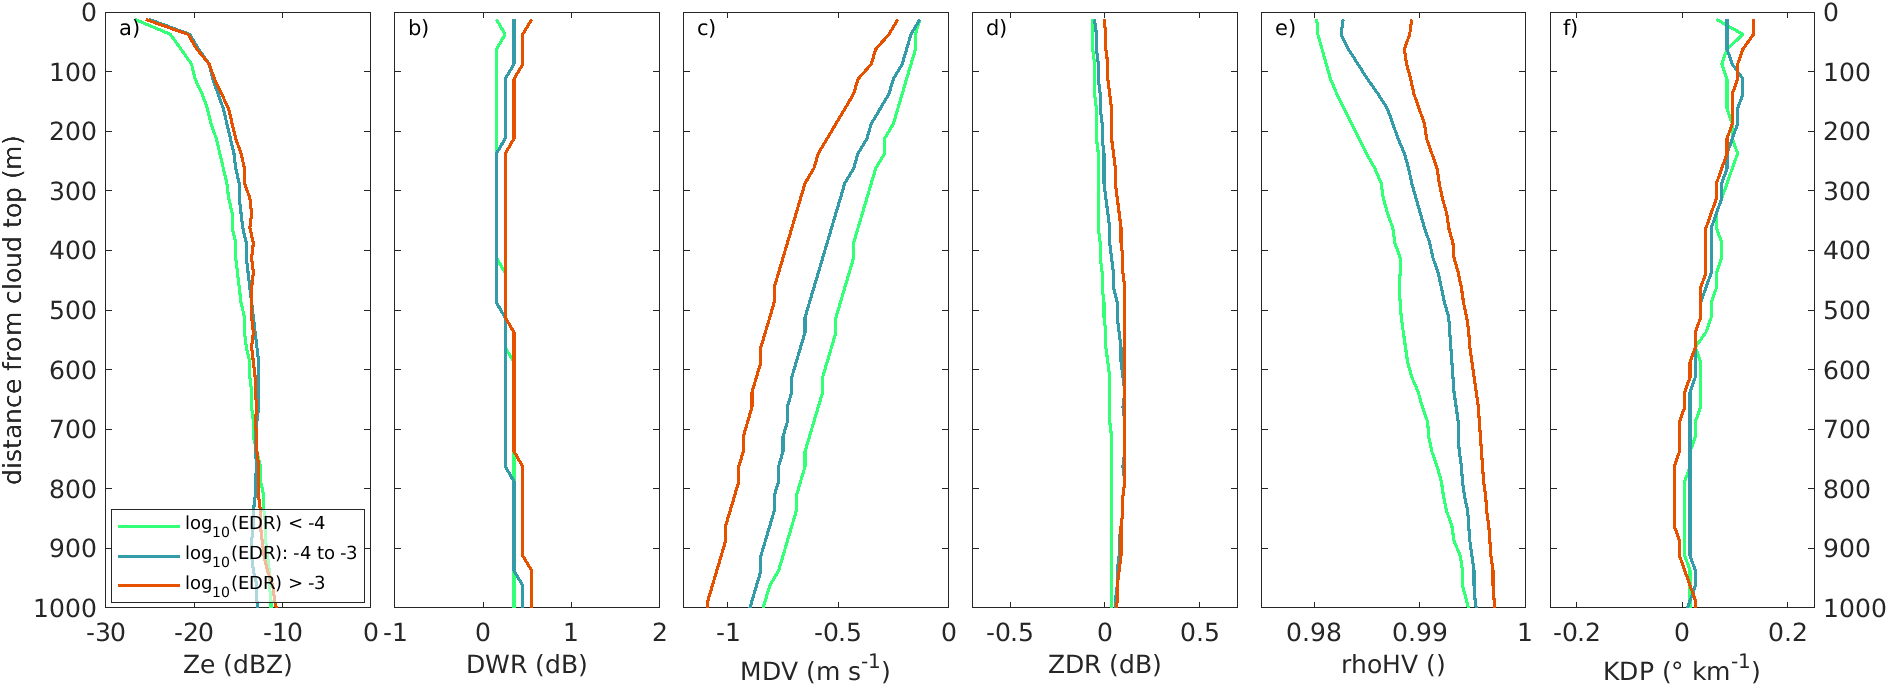 distance from cloud top (m)
0
100
200
300
400
500
600
700
800
900
1000
a)
b)
c)
d)
e)
f)
0
100
200
300
400
500
600
700
800
900
1000
log10(EDR) < -4
log10(EDR): -4 to -3
log10(EDR) > -3
-30 -20 -10 0
-1 0 1 2
-1 -0.5 0
-0.5 0 0.5
0.98 0.99 1
-0.2 0 0.2
Ze (dBZ)
DWR (dB)
MDV (m s-1)
ZDR (dB)
rhoHV ()
KDP (° km-1)